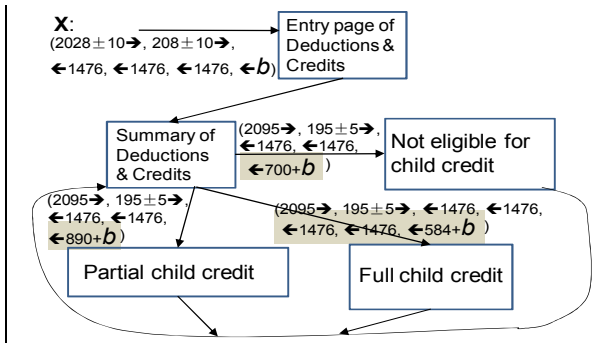 X:
(2028±10➔, 208±10➔,
🡸1476, 🡸1476, 🡸1476, 🡸b)
Entry page of
Deductions &
Credits
Summary of
Deductions
& Credits
(2095➔, 195±5➔,
🡸1476, 🡸1476,
🡸700+b )
Not eligible for
child credit
(2095➔, 195±5➔,
🡸1476, 🡸1476,
🡸890+b )
(2095➔, 195±5➔, 🡸1476, 🡸1476,
🡸1476, 🡸1476, 🡸584+b )
Partial child credit
Full child credit